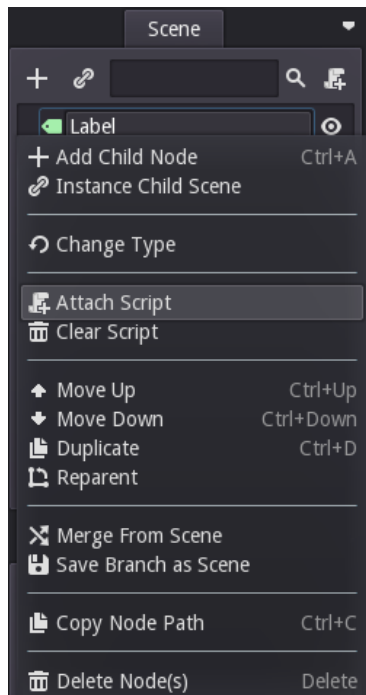 Scene
Label
Add Child Node Ctrl+A
Instance Child Scene
Change Type
Attach Script
Clear Script
Move Up Ctrl+Up
Move Down Ctrl+Down
Duplicate Ctrl+D
Reparent
Merge From Scene
Save Branch as Scene
Copy Node Path Ctrl+C
Delete Node(s) Delete